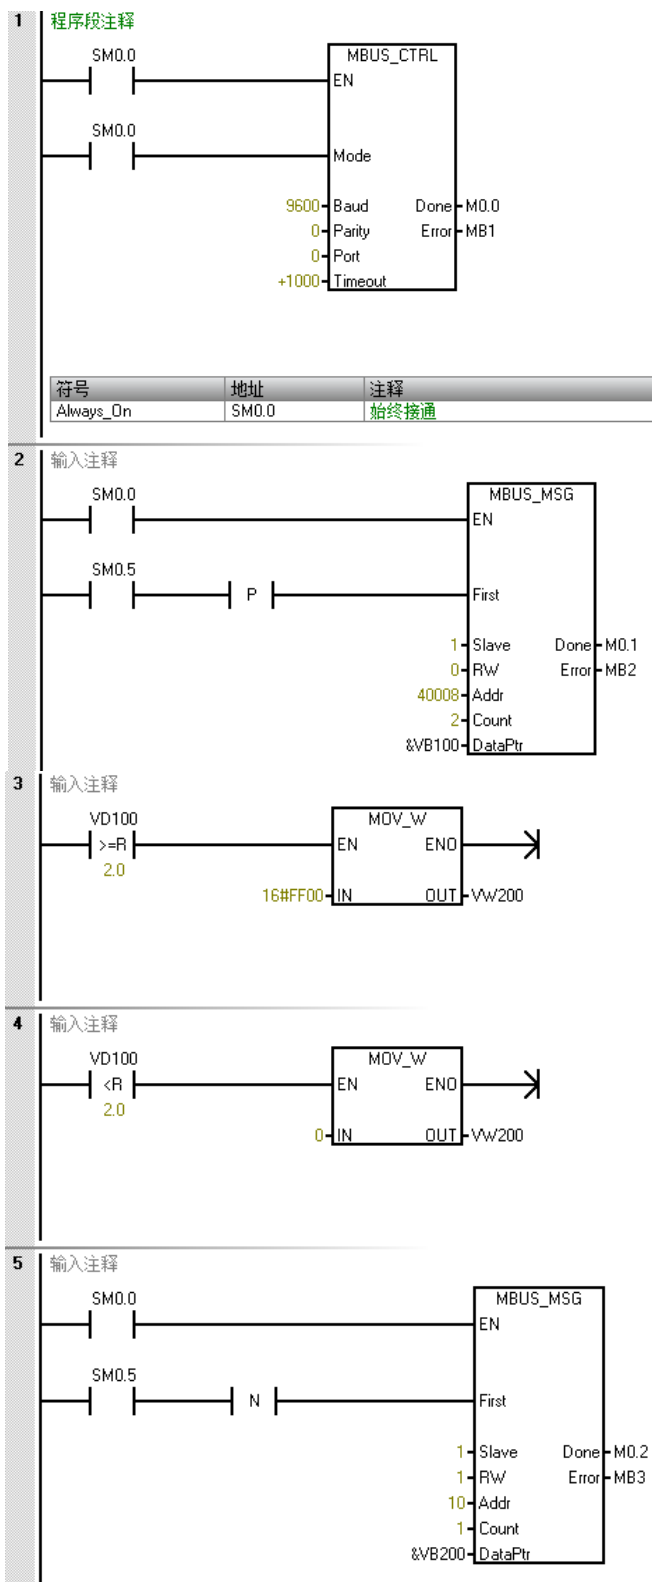 1 程序段注释
SM0.0 MBUS_CTRL
EN
SM0.0
Mode
9600 Baud Done M0.0
0 Parity Error MB1
0 Port
+1000 Timeout
符号 地址 注释
Always_On SM0.0 始终接通
2 输入注释
SM0.0 MBUS_MSG
EN
SM0.5
P First
1 Slave Done M0.1
0 RW Error MB2
40008 Addr
2 Count
&VB100 DataPtr
3 输入注释
VD100 MOV_W
>=R EN ENO
2.0
16#FF00 IN OUT VW200
4 输入注释
VD100 MOV_W
<R EN ENO
2.0
0 IN OUT VW200
5 输入注释
SM0.0 MBUS_MSG
EN
SM0.5
N First
1 Slave Done M0.2
1 RW Error MB3
10 Addr
1 Count
&VB200 DataPtr